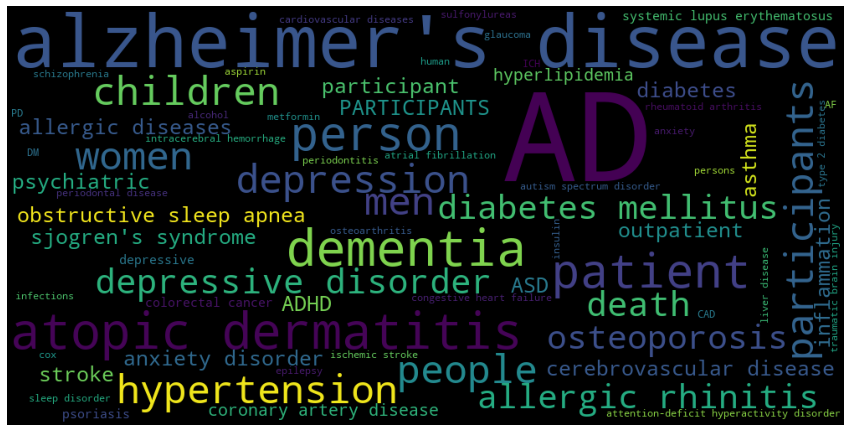 cardiovascular diseases
sulfonylureas
systemic lupus erythematosus
alzheimer's disease
glaucoma
human
ICH
schizophrenia
aspirin
hyperlipidemia
children
participant
diabetes
PD
alcohol
metformin
PARTICIPANTS
AD
rheumatoid arthritis
AF
allergic diseases
person
anxiety
participants
type 2 diabetes
intracerebral hemorrhage
DM
women
periodontitis
atrial fibrillation
asthma
psychiatric
depression
persons
periodontal disease
autism spectrum disorder
men
diabetes mellitus
obstructive sleep apnea
inflammation
sjogren's syndrome
osteoarthritis
dementia
insulin
outpatient
traumatic brain injury
depressive
patient
liver disease
depressive disorder
ASD
infections
colorectal cancer
ADHD
congestive heart failure
death
CAD
atopic dermatitis
osteoporosis
cox
anxiety disorder
ischemic stroke
people
cerebrovascular disease
stroke
epilepsy
hypertension
allergic rhinitis
sleep disorder
psoriasis
coronary artery disease
attention-deficit hyperactivity disorder